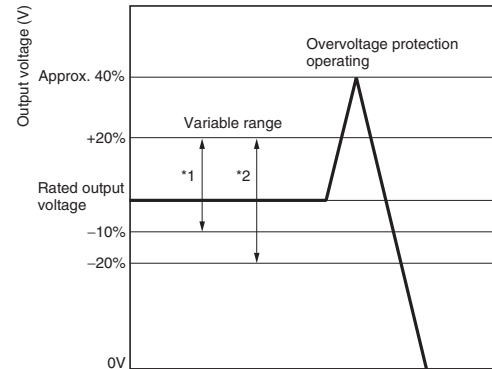 Output voltage (V)
Overvoltage protection
operating
Approx. 40%
+20%
Variable range
*1
*2
Rated output
voltage
−10%
−20%
0V